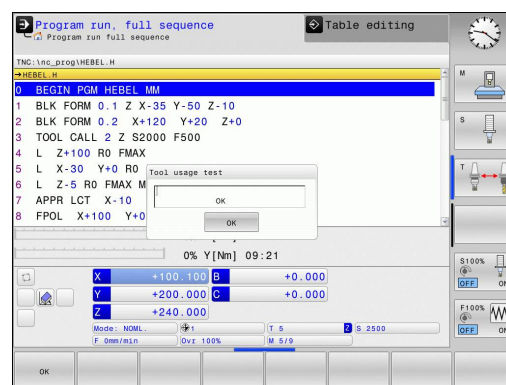 Program run, full sequence
Program run full sequence
Table editing
TNC:\nc_prog\HEBEL.H
→HEBEL.H
0 BEGIN PGM HEBEL MM
1 BLK FORM 0.1 Z X-35 Y-50 Z-10
2 BLK FORM 0.2 X+120 Y+20 Z+0
3 TOOL CALL 2 Z S2000 F500
4 L Z+100 R0 FMAX
5 L X-30 Y+0 R0
6 L Z-5 R0 FMAX M
7 APPR LCT X-10
8 FPOL X+100 Y+0
Tool usage test
OK
OK
0% Y[Nm] 09:21
X +100.100 B +0.000
Y +200.000 C +0.000
Z +240.000
Mode: NOML. 1 T 5 Z S 2500
F 0mm/min Ovr 100% M 5/9
M
S
T
S100%
OFF ON
F100%
OFF ON
OK